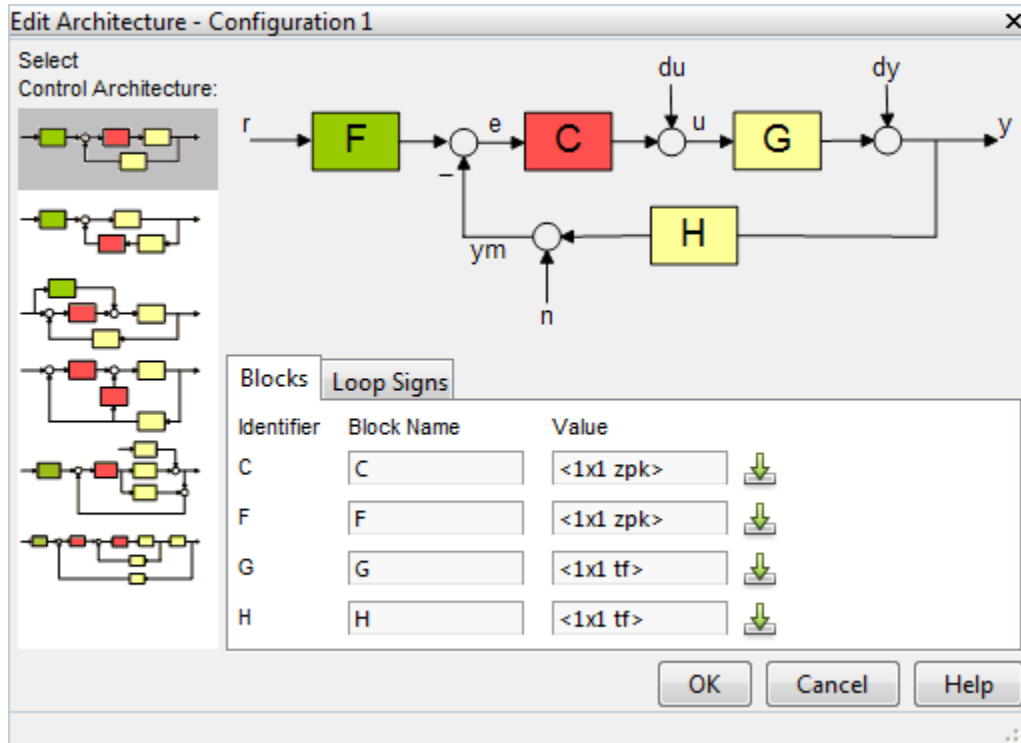 Edit Architecture - Configuration 1
Select
Control Architecture:
du
dy
r
F
e
C
u
G
y
–
H
ym
n
Blocks
Loop Signs
Identifier Block Name Value
C C <1x1 zpk>
F F <1x1 zpk>
G G <1x1 tf>
H H <1x1 tf>
OK Cancel Help